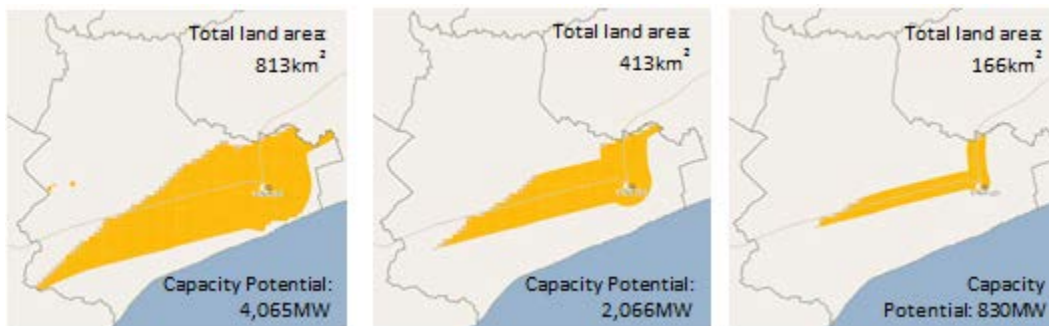 Total land area:
813km²
Capacity Potential:
4,065MW
Total land area:
413km²
Capacity Potential:
2,066MW
Total land area:
166km²
Capacity
Potential: 830MW